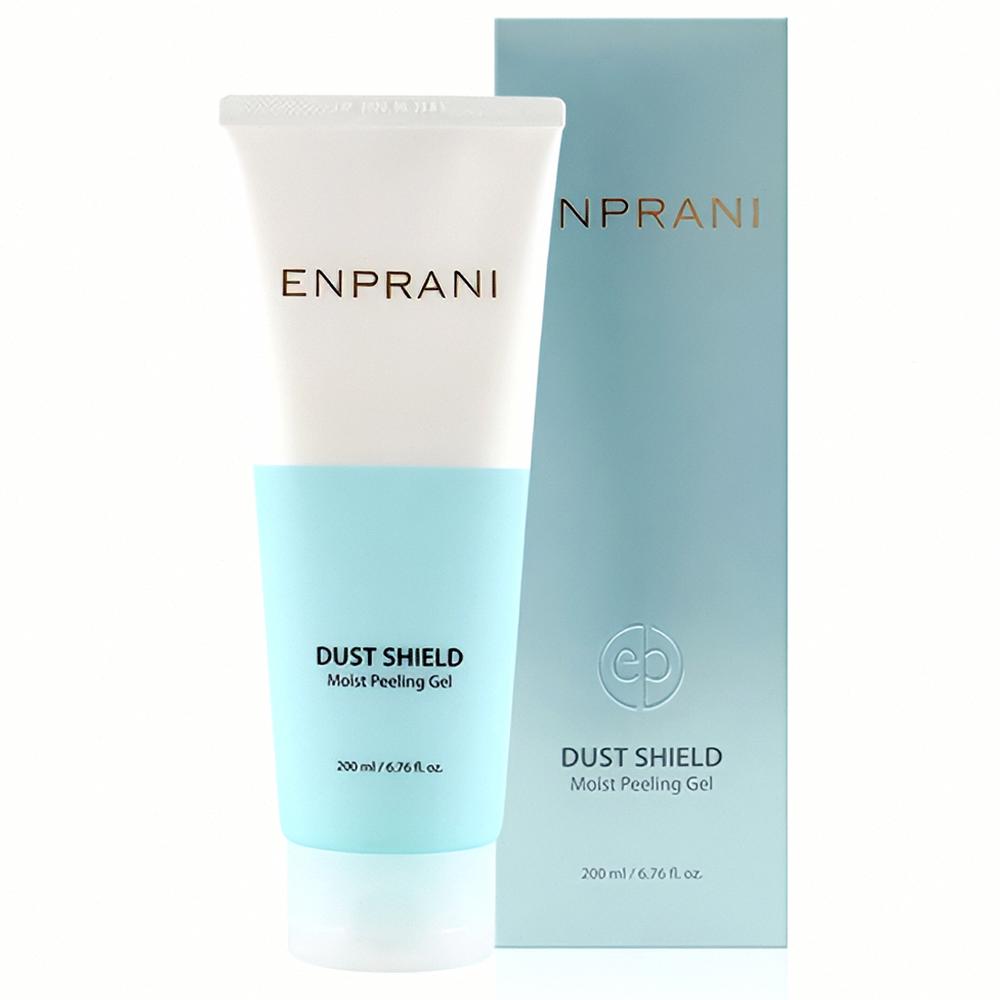 ENPRANI
DUST SHIELD
Moist Peeling Gel
200 ml / 6.76 fl. oz.
NPRANI
ep
DUST SHIELD
Moist Peeling Gel
200 ml / 6.76 fl. oz.